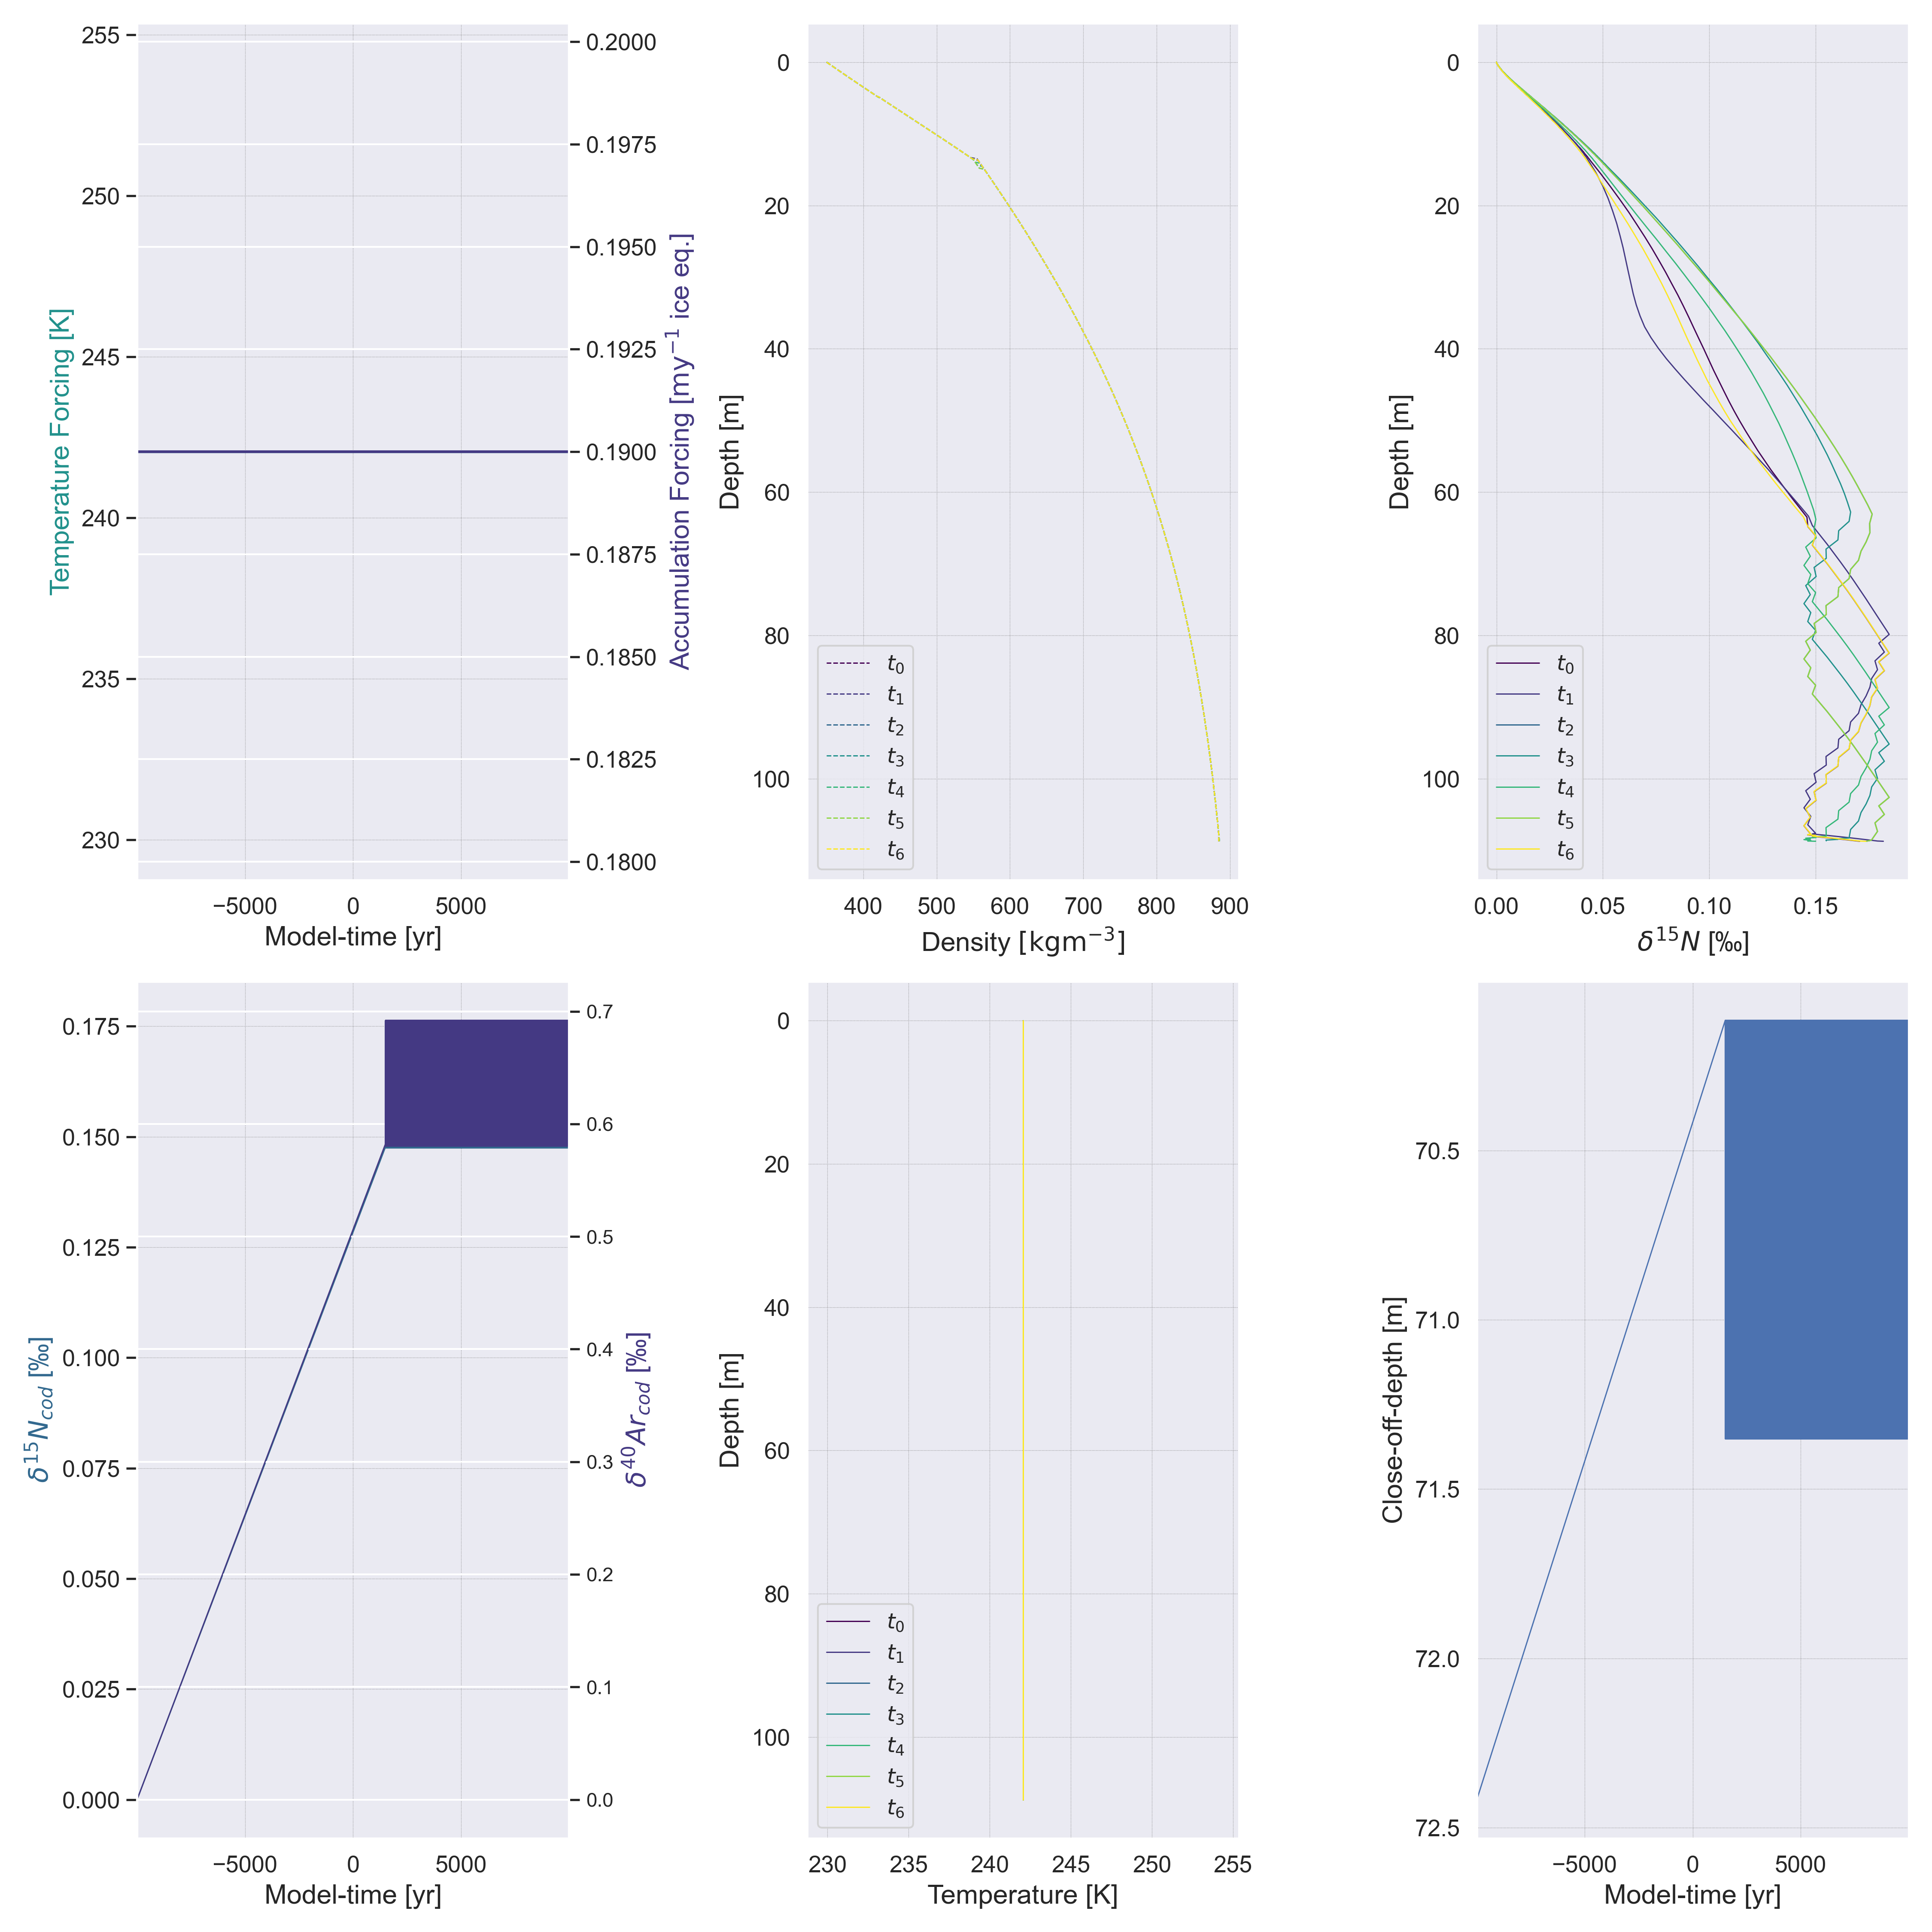 255
250
245
240
235
230
Temperature Forcing [K]
0.2000
0.1975
0.1950
0.1925
0.1900
0.1875
0.1850
0.1825
0.1800
Accumulation Forcing [my⁻¹ ice eq.]
−5000 0 5000
Model-time [yr]
0
20
40
60
80
100
Depth [m]
t₀
t₁
t₂
t₃
t₄
t₅
t₆
400 500 600 700 800 900
Density [kgm⁻³]
0
20
40
60
80
100
Depth [m]
t₀
t₁
t₂
t₃
t₄
t₅
t₆
0.00 0.05 0.10 0.15
δ¹⁵N [‰]
0.175
0.150
0.125
0.100
0.075
0.050
0.025
0.000
δ¹⁵N_cod [‰]
0.7
0.6
0.5
0.4
0.3
0.2
0.1
0.0
δ⁴⁰Ar_cod [‰]
−5000 0 5000
Model-time [yr]
0
20
40
60
80
100
Depth [m]
t₀
t₁
t₂
t₃
t₄
t₅
t₆
230 235 240 245 250 255
Temperature [K]
70.5
71.0
71.5
72.0
72.5
Close-off-depth [m]
−5000 0 5000
Model-time [yr]